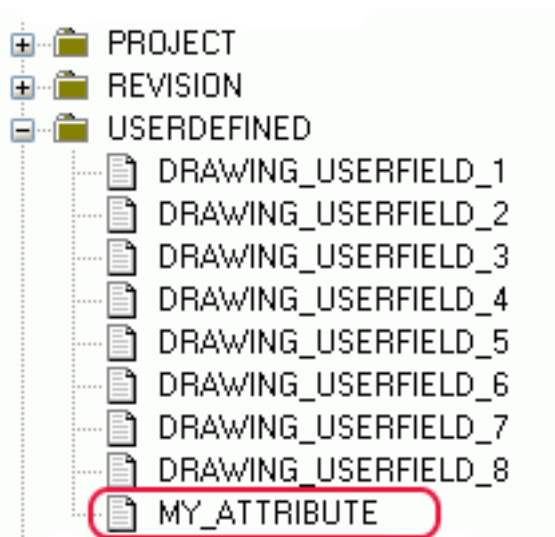 PROJECT
REVISION
USERDEFINED
DRAWING_USERFIELD_1
DRAWING_USERFIELD_2
DRAWING_USERFIELD_3
DRAWING_USERFIELD_4
DRAWING_USERFIELD_5
DRAWING_USERFIELD_6
DRAWING_USERFIELD_7
DRAWING_USERFIELD_8
MY_ATTRIBUTE